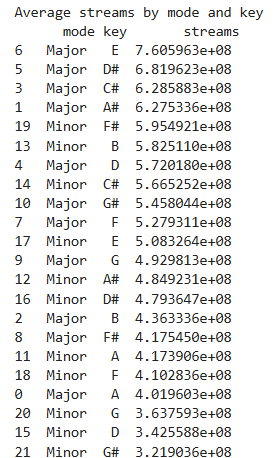 Average streams by mode and key
mode key streams
6 Major E 7.605963e+08
5 Major D# 6.819623e+08
3 Major C# 6.285883e+08
1 Major A# 6.275336e+08
19 Minor F# 5.954921e+08
13 Minor B 5.825110e+08
4 Major D 5.720180e+08
14 Minor C# 5.665252e+08
10 Major G# 5.458044e+08
7 Major F 5.279311e+08
17 Minor E 5.083264e+08
9 Major G 4.929813e+08
12 Minor A# 4.849231e+08
16 Minor D# 4.793647e+08
2 Major B 4.363336e+08
8 Major F# 4.175450e+08
11 Minor A 4.173906e+08
18 Minor F 4.102836e+08
0 Major A 4.019603e+08
20 Minor G 3.637593e+08
15 Minor D 3.425588e+08
21 Minor G# 3.219036e+08